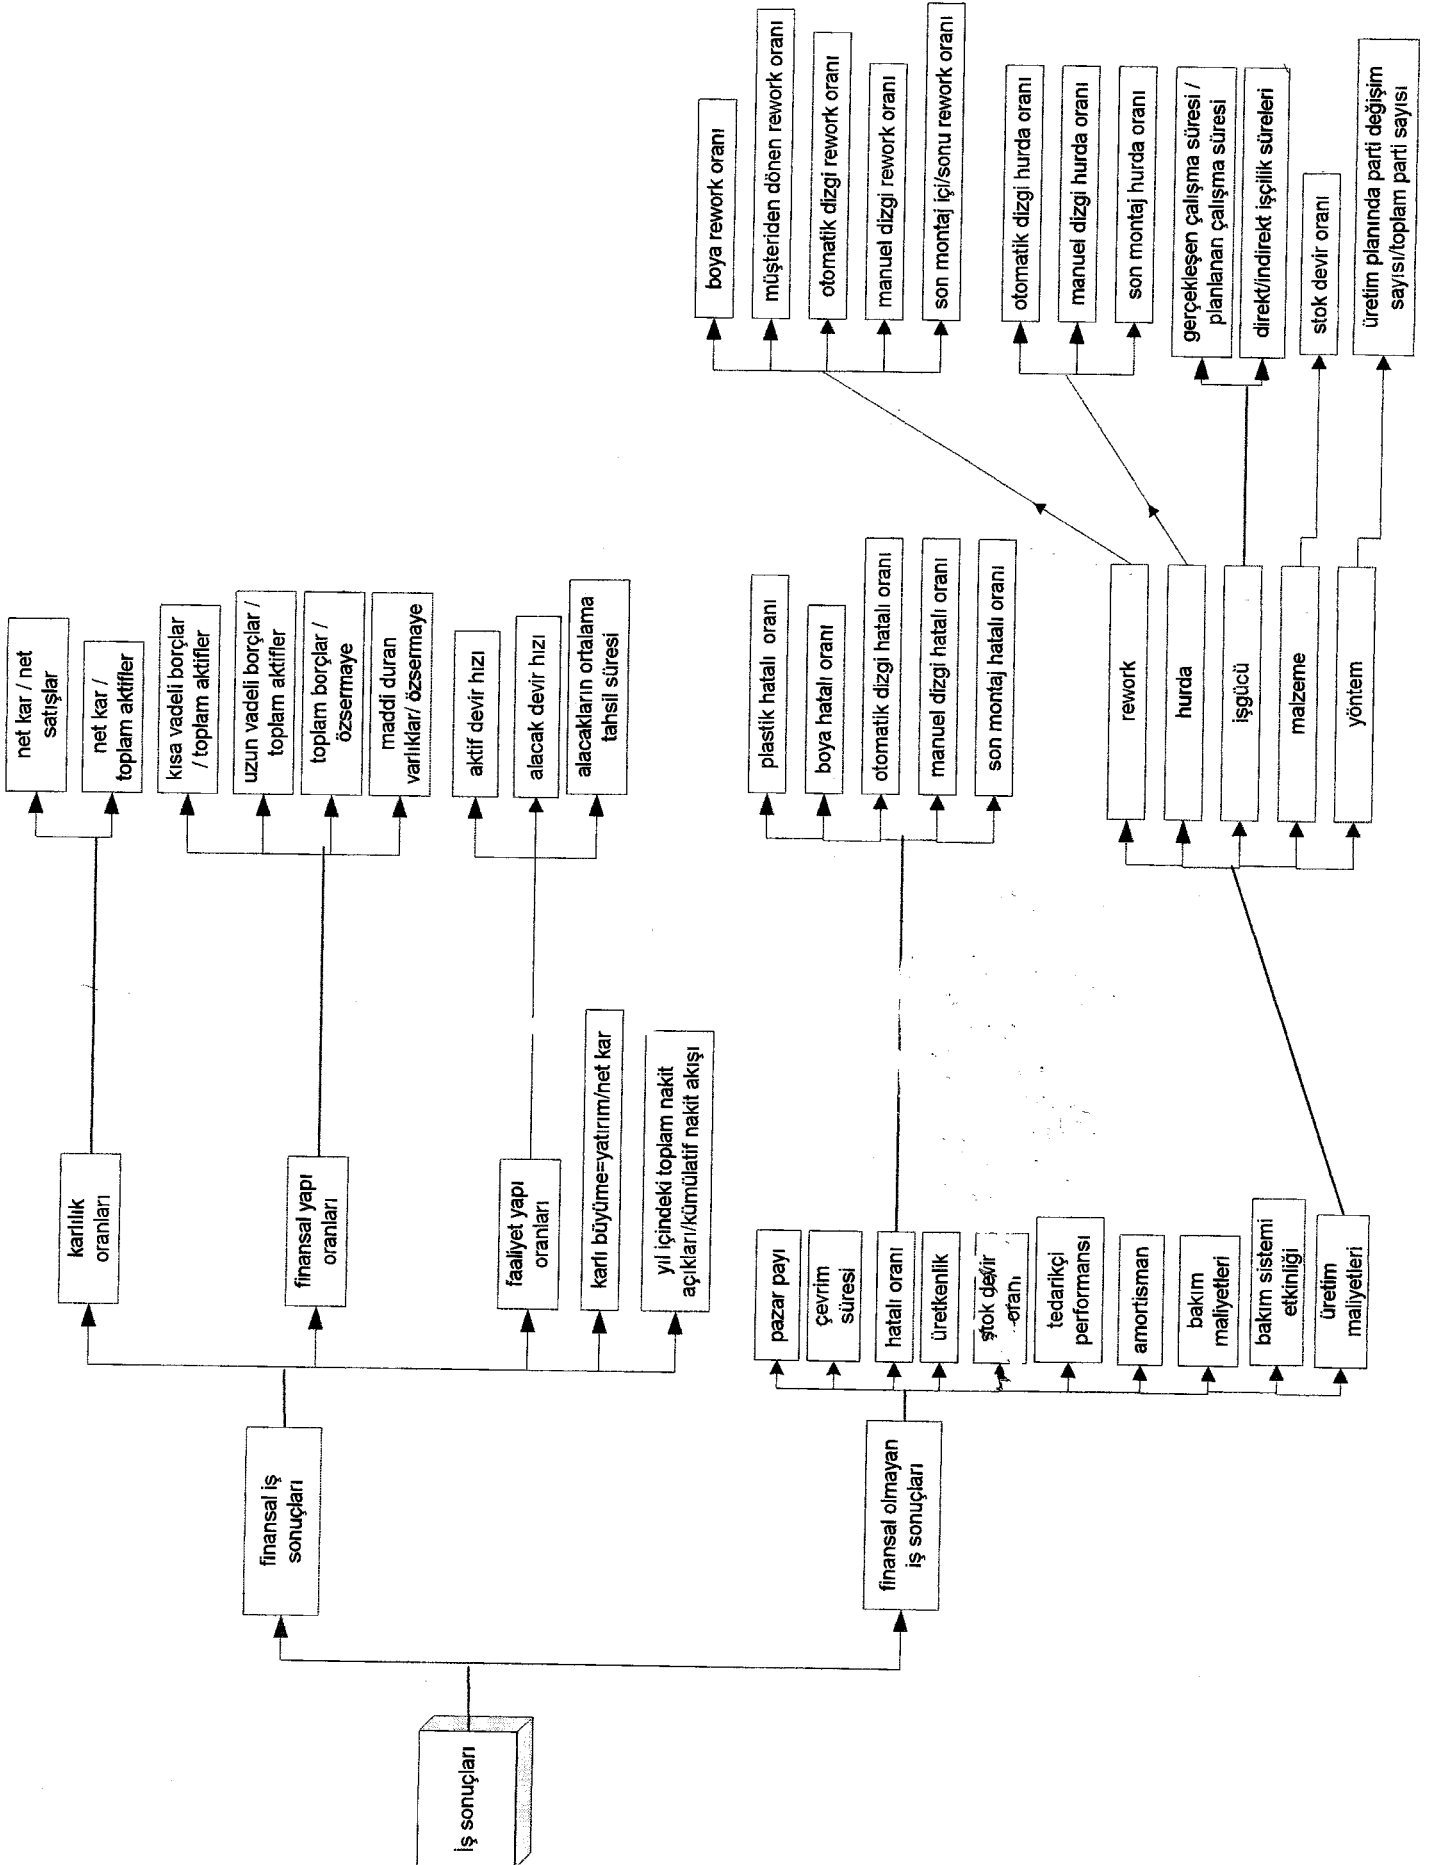 İş sonuçları
finansal iş
sonuçları
karlılık
oranları
net kar / net
satışlar
net kar /
toplam aktifler
finansal yapı
oranları
kısa vadeli borçlar
/ toplam aktifler
uzun vadeli borçlar /
toplam aktifler
toplam borçlar /
özsermaye
maddi duran
varlıklar/ özsermaye
faaliyet yapı
oranları
aktif devir hızı
alacak devir hızı
alacakların ortalama
tahsil süresi
karlı büyüme=yatırım/net kar
yıl içindeki toplam nakit
açıkları/kümülatif nakit akışı
finansal olmayan
iş sonuçları
pazar payı
çevrim
süresi
hatalı oranı
plastik hatalı oranı
boya hatalı oranı
otomatik dizgi hatalı oranı
manuel dizgi hatalı oranı
son montaj hatalı oranı
üretkenlik
stok devir
oranı
tedarikçi
performansı
amortisman
bakım
maliyetleri
bakım sistemi
etkinliği
üretim
maliyetleri
rework
boya rework oranı
müşteriden dönen rework oranı
otomatik dizgi rework oranı
manuel dizgi rework oranı
son montaj içi/sonu rework oranı
hurda
otomatik dizgi hurda oranı
manuel dizgi hurda oranı
son montaj hurda oranı
işgücü
gerçekleşen çalışma süresi /
planlanan çalışma süresi
direkt/indirekt işçilik süreleri
malzeme
stok devir oranı
yöntem
üretim planında parti değişim
sayısı/toplam parti sayısı